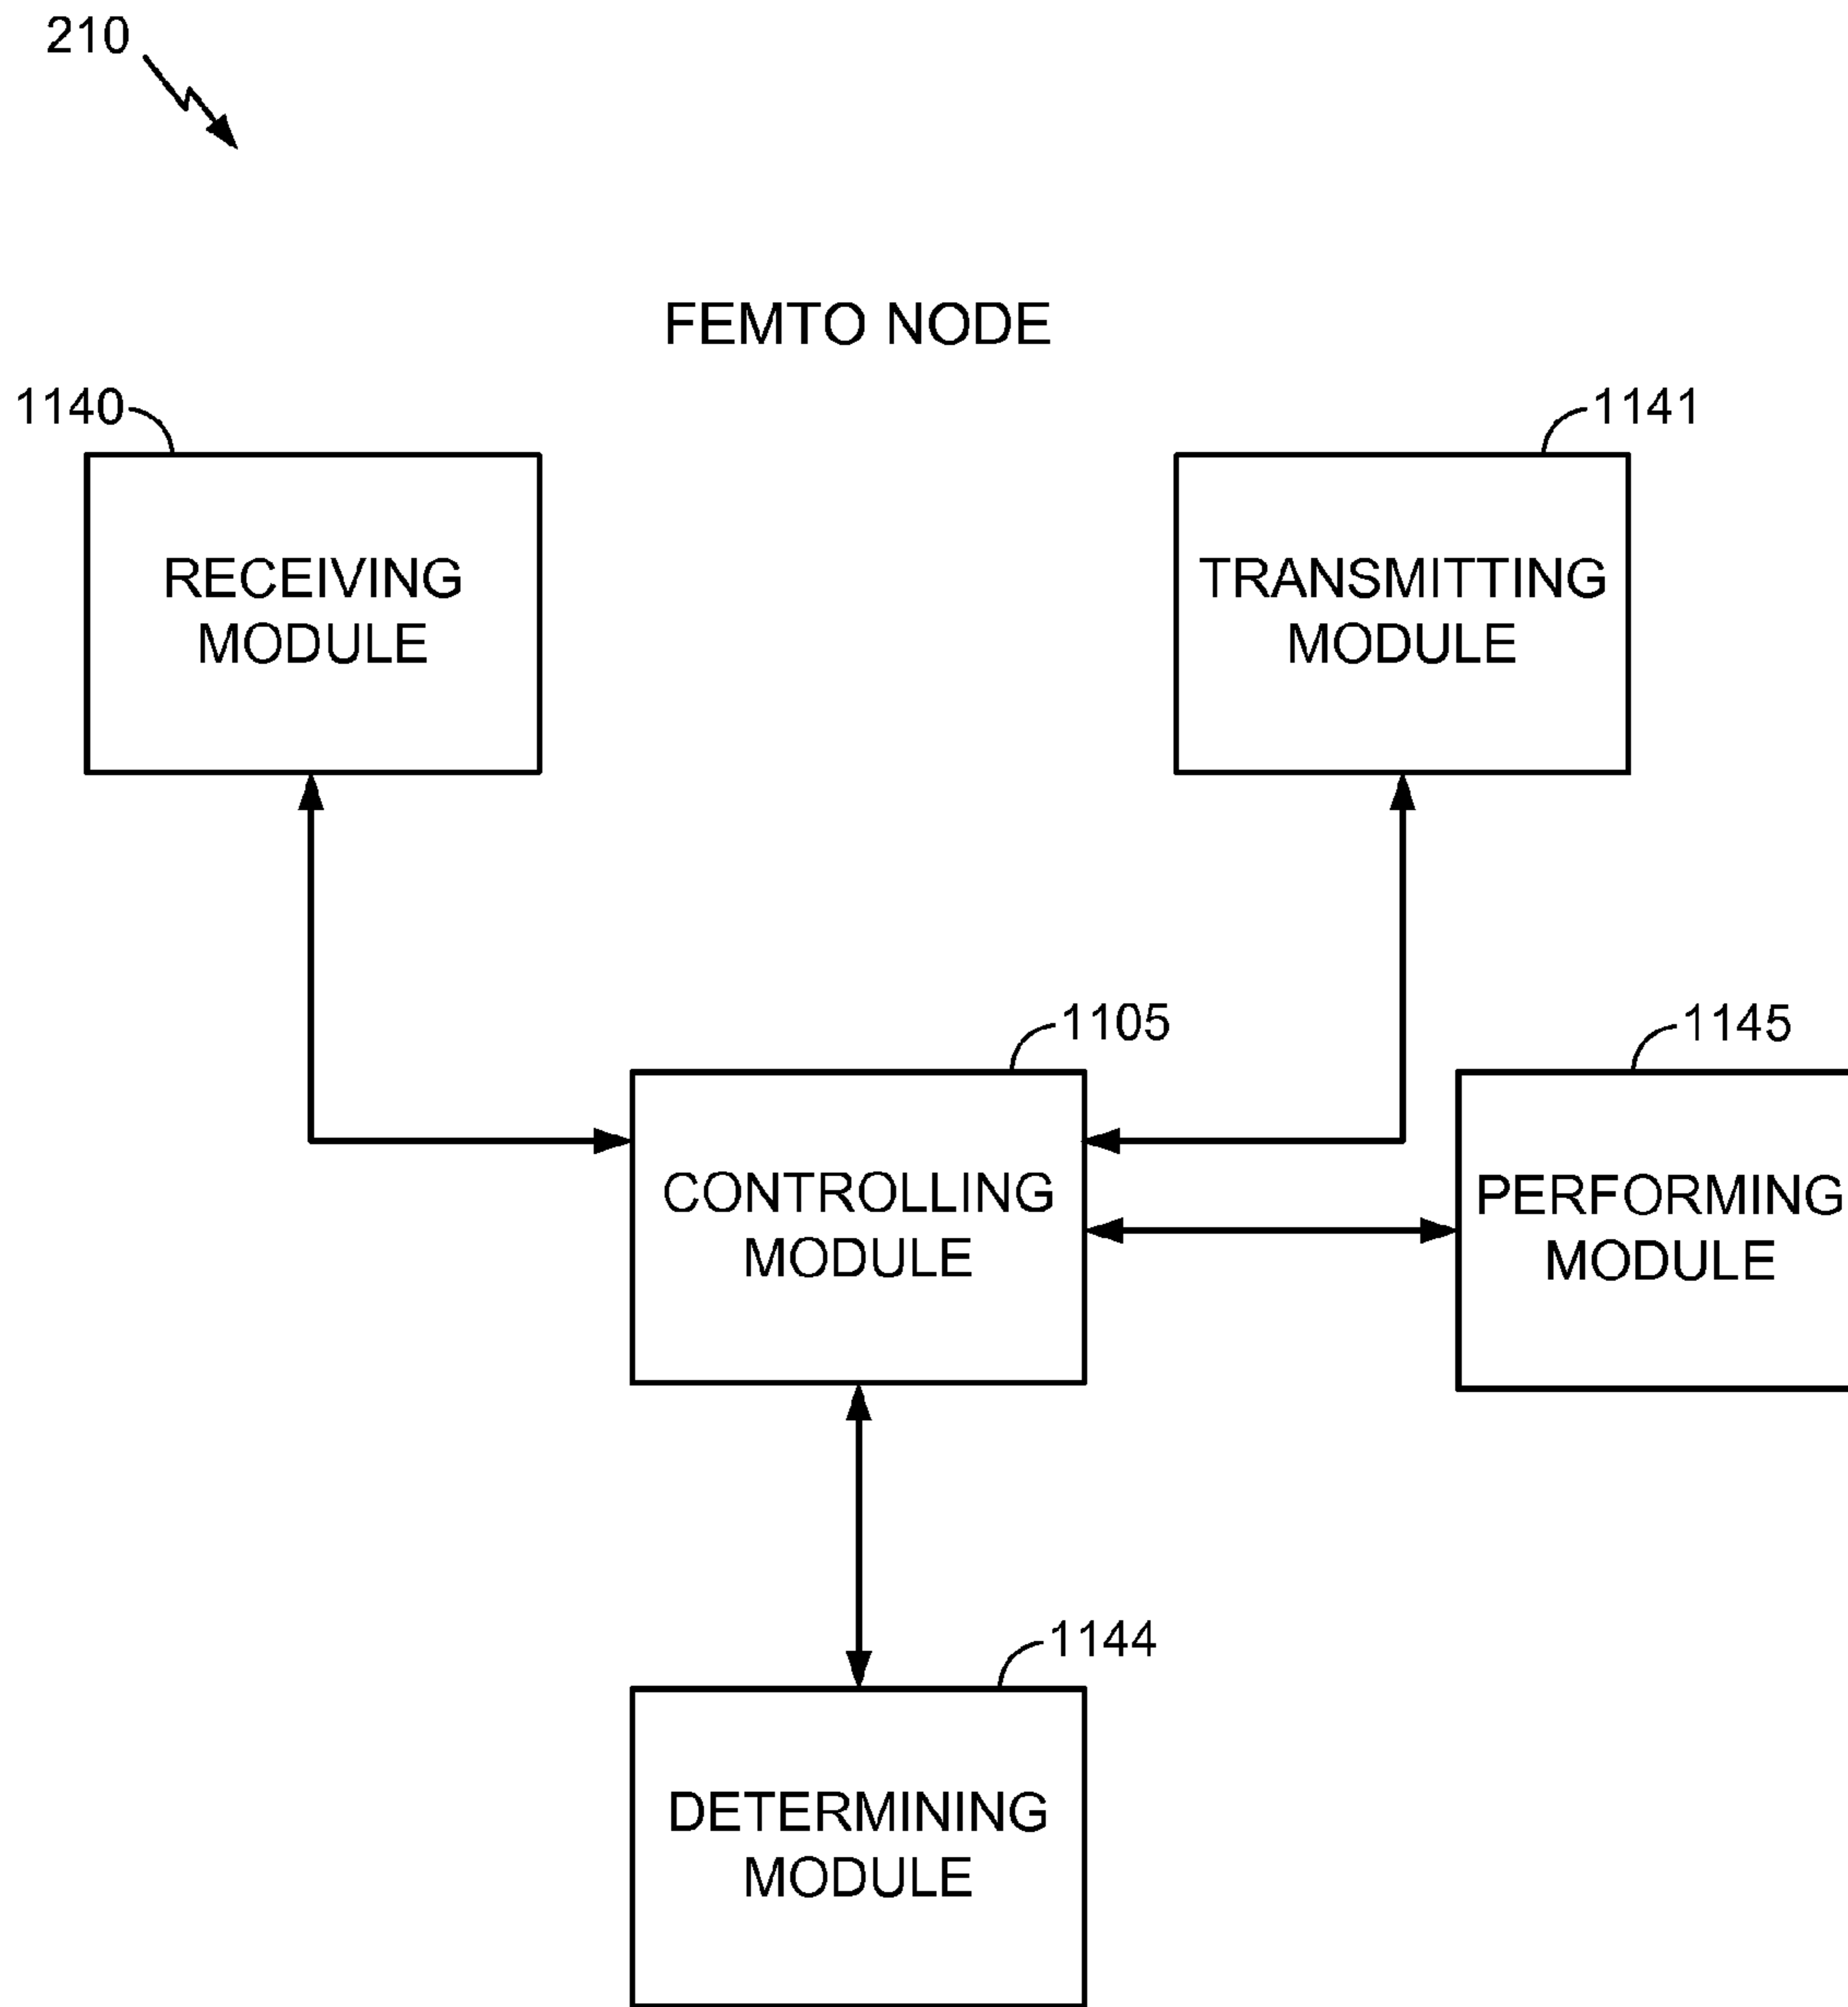 210
FEMTO NODE
1140
1141
RECEIVING
MODULE
TRANSMITTING
MODULE
1105
1145
CONTROLLING
MODULE
PERFORMING
MODULE
1144
DETERMINING
MODULE